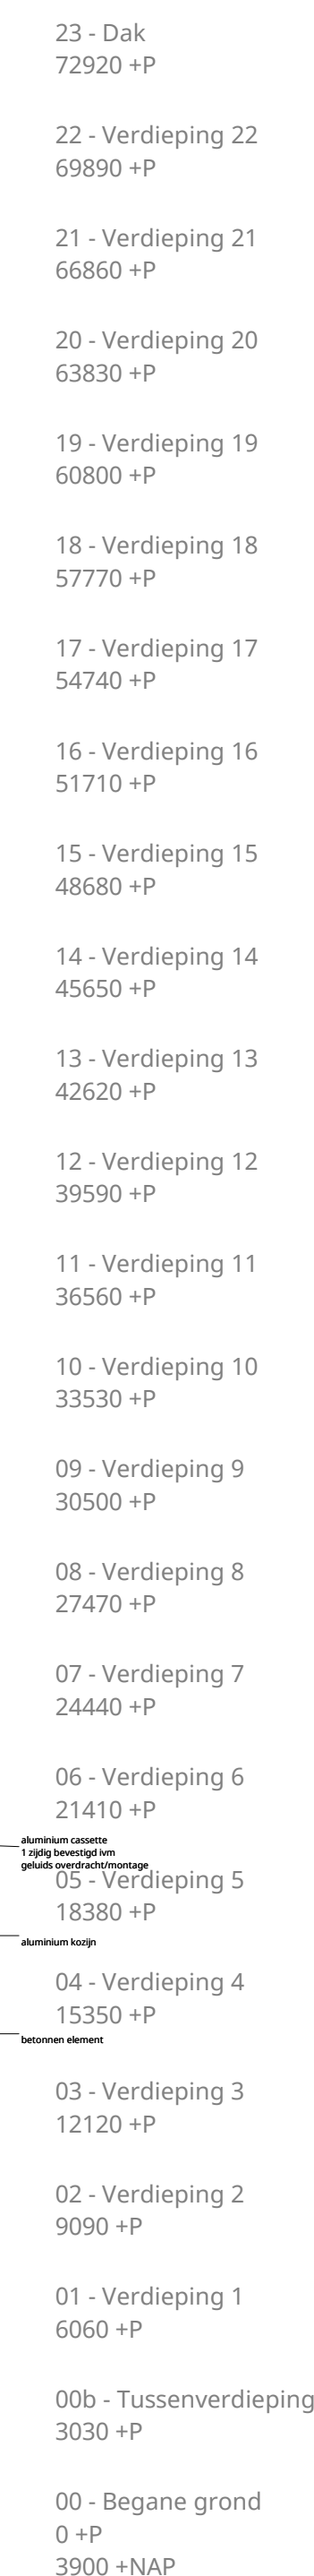 23 - Dak
72920 +P
22 - Verdieping 22
69890 +P
21 - Verdieping 21
66860 +P
20 - Verdieping 20
63830 +P
19 - Verdieping 19
60800 +P
18 - Verdieping 18
57770 +P
17 - Verdieping 17
54740 +P
16 - Verdieping 16
51710 +P
15 - Verdieping 15
48680 +P
14 - Verdieping 14
45650 +P
13 - Verdieping 13
42620 +P
12 - Verdieping 12
39590 +P
11 - Verdieping 11
36560 +P
10 - Verdieping 10
33530 +P
09 - Verdieping 9
30500 +P
08 - Verdieping 8
27470 +P
07 - Verdieping 7
24440 +P
06 - Verdieping 6
21410 +P
aluminium cassette
1 zijdig bevestigd ivm
geluids overdracht/montage
05 - Verdieping 5
18380 +P
aluminium kozijn
04 - Verdieping 4
15350 +P
betonnen element
03 - Verdieping 3
12120 +P
02 - Verdieping 2
9090 +P
01 - Verdieping 1
6060 +P
00b - Tussenverdieping
3030 +P
00 - Begane grond
0 +P
3900 +NAP